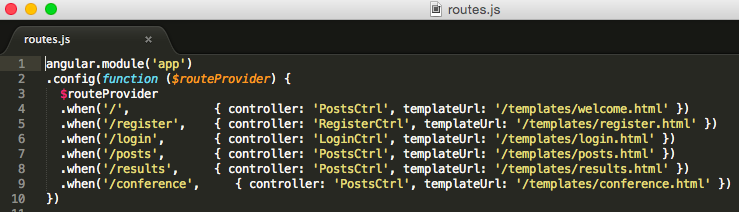 routes.js
routes.js ×
1 angular.module('app')
2 .config(function ($routeProvider) {
3   $routeProvider
4   .when('/',            { controller: 'PostsCtrl', templateUrl: '/templates/welcome.html' })
5   .when('/register',    { controller: 'RegisterCtrl', templateUrl: '/templates/register.html' })
6   .when('/login',       { controller: 'LoginCtrl', templateUrl: '/templates/login.html' })
7   .when('/posts',       { controller: 'PostsCtrl', templateUrl: '/templates/posts.html' })
8   .when('/results',     { controller: 'PostsCtrl', templateUrl: '/templates/results.html' })
9   .when('/conference',     { controller: 'PostsCtrl', templateUrl: '/templates/conference.html' })
10 })
11